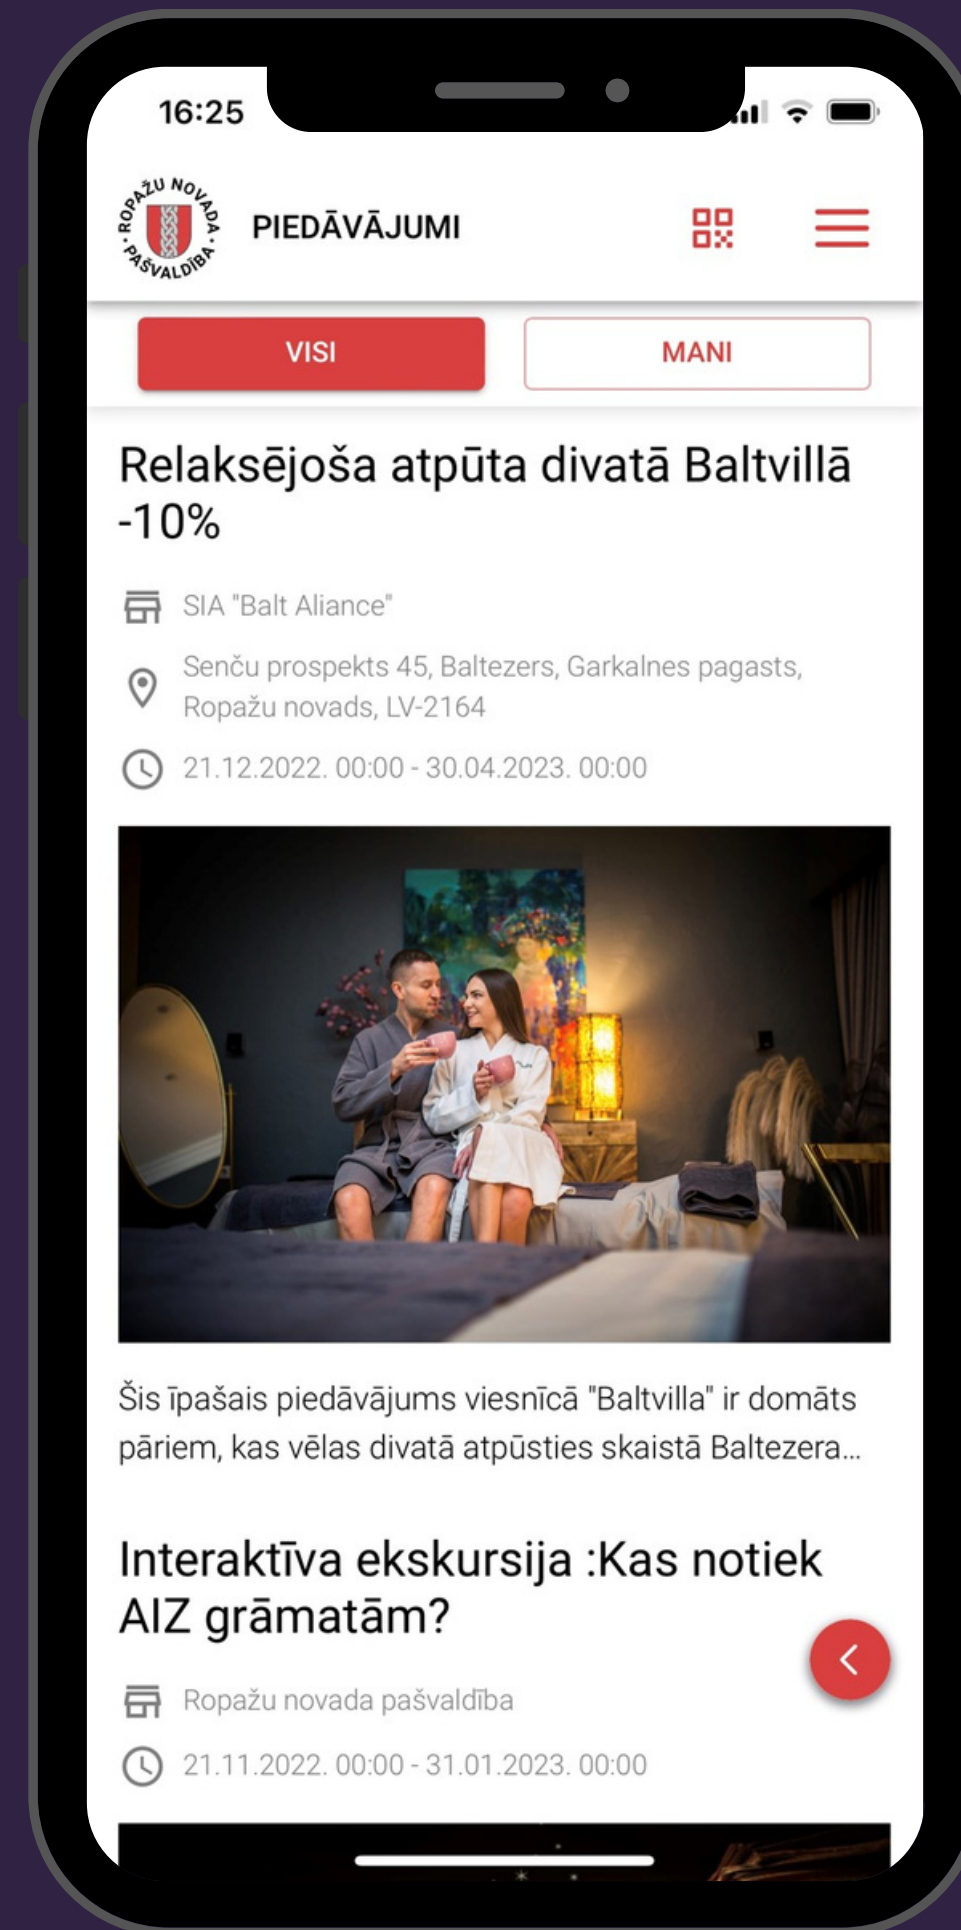 16:25
ROPAŽU NOVADA
PAŠVALDĪBA
PIEDĀVĀJUMI
VISI
MANI
Relaksējoša atpūta divatā Baltvillā
-10%
SIA "Balt Aliance"
Senču prospekts 45, Baltezers, Garkalnes pagasts,
Ropažu novads, LV-2164
21.12.2022. 00:00 - 30.04.2023. 00:00
Šis īpašais piedāvājums viesnīcā "Baltvilla" ir domāts
pāriem, kas vēlas divatā atpūsties skaistā Baltezera...
Interaktīva ekskursija :Kas notiek
AIZ grāmatām?
Ropažu novada pašvaldība
21.11.2022. 00:00 - 31.01.2023. 00:00